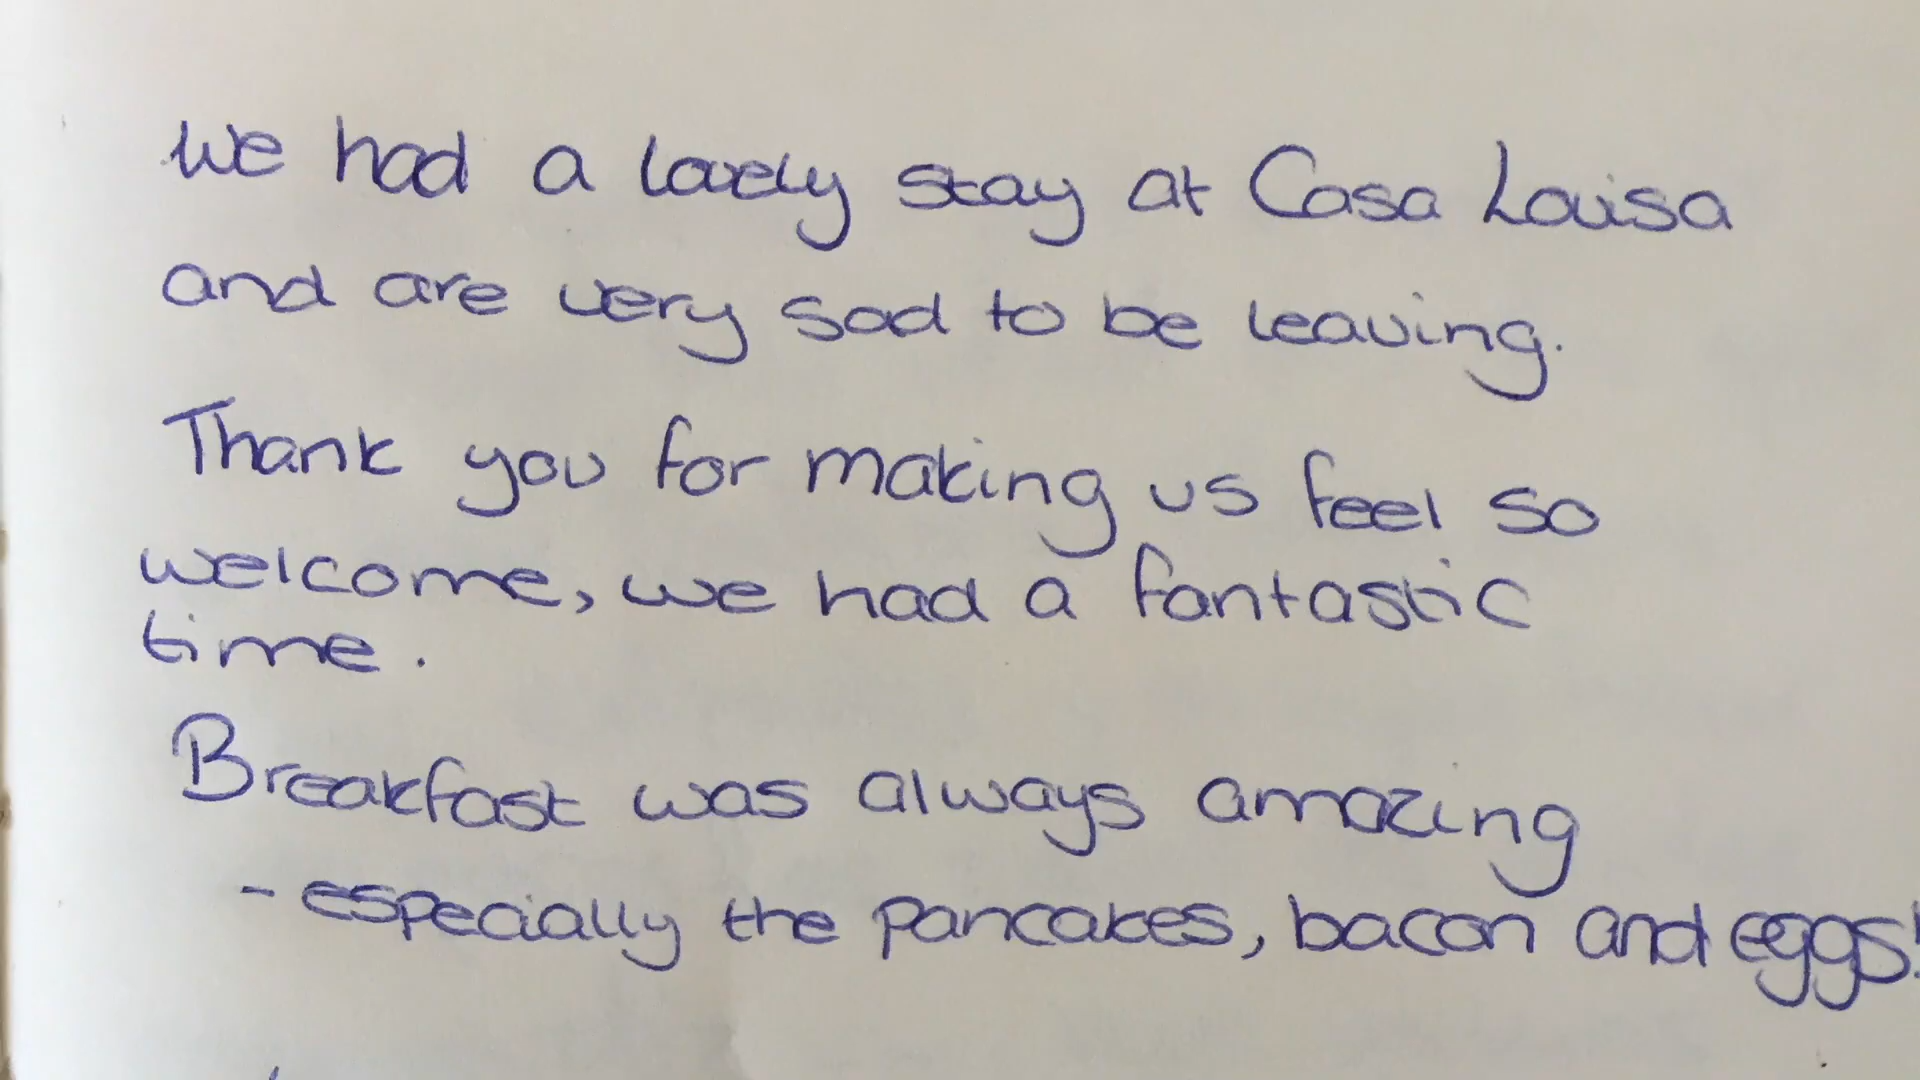 We had a lovely stay at Casa Louisa
and are very sad to be leaving.
Thank you for making us feel so
welcome, we had a fantastic
time.
Breakfast was always amazing
- especially the pancakes, bacon and eggs!